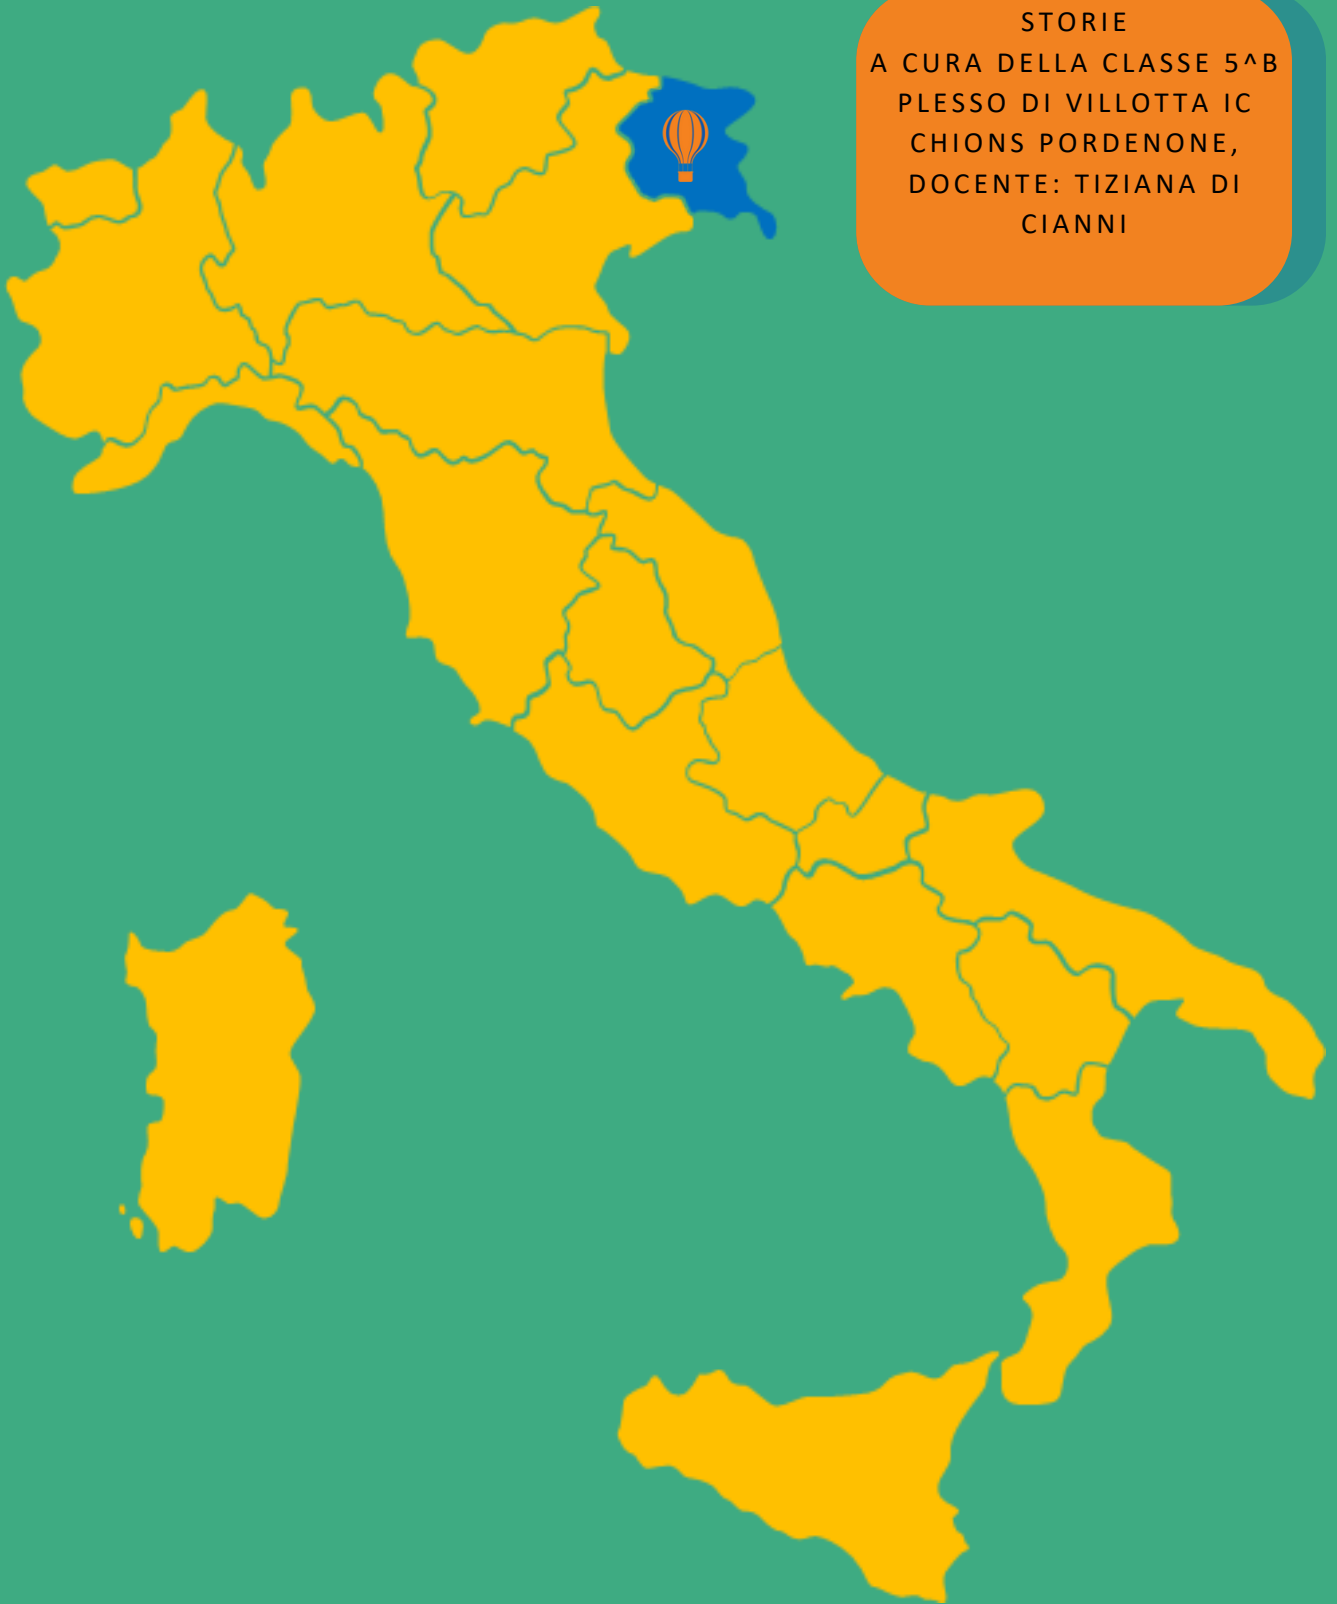 STORIE
A CURA DELLA CLASSE 5^B
PLESSO DI VILLOTTA IC
CHIONS PORDENONE,
DOCENTE: TIZIANA DI
CIANNI